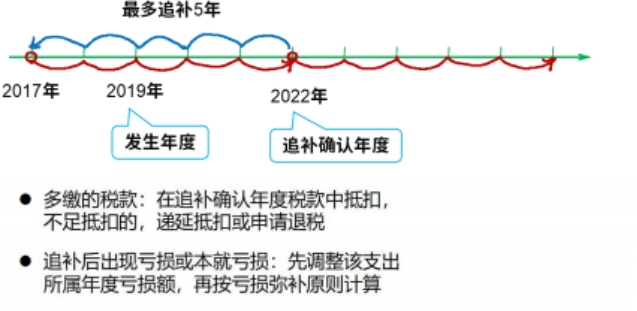 最多追补5年
2017年
2019年
2022年
发生年度
追补确认年度
● 多缴的税款：在追补确认年度税款中抵扣，
不足抵扣的，递延抵扣或申请退税
● 追补后出现亏损或本就亏损：先调整该支出
所属年度亏损额，再按亏损弥补原则计算